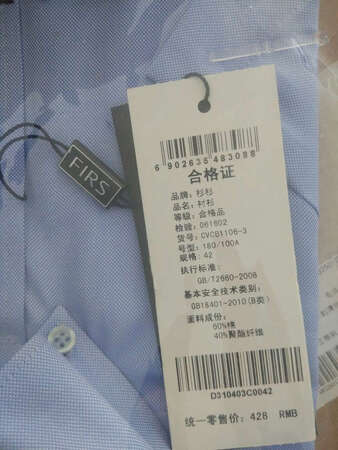 FIRS
6 902635 483098
合格证
品牌: 杉杉
品名: 衬衫
等级: 合格品
检验: 061602
货号: CVCB1106-3
号型: 180/100A
规格: 42
执行标准:
GB/T2660-2008
基本安全技术类别:
GB18401-2010(B类)
面料成份:
60%棉
40%聚酯纤维
D310403C0042
统一零售价: 428 RMB